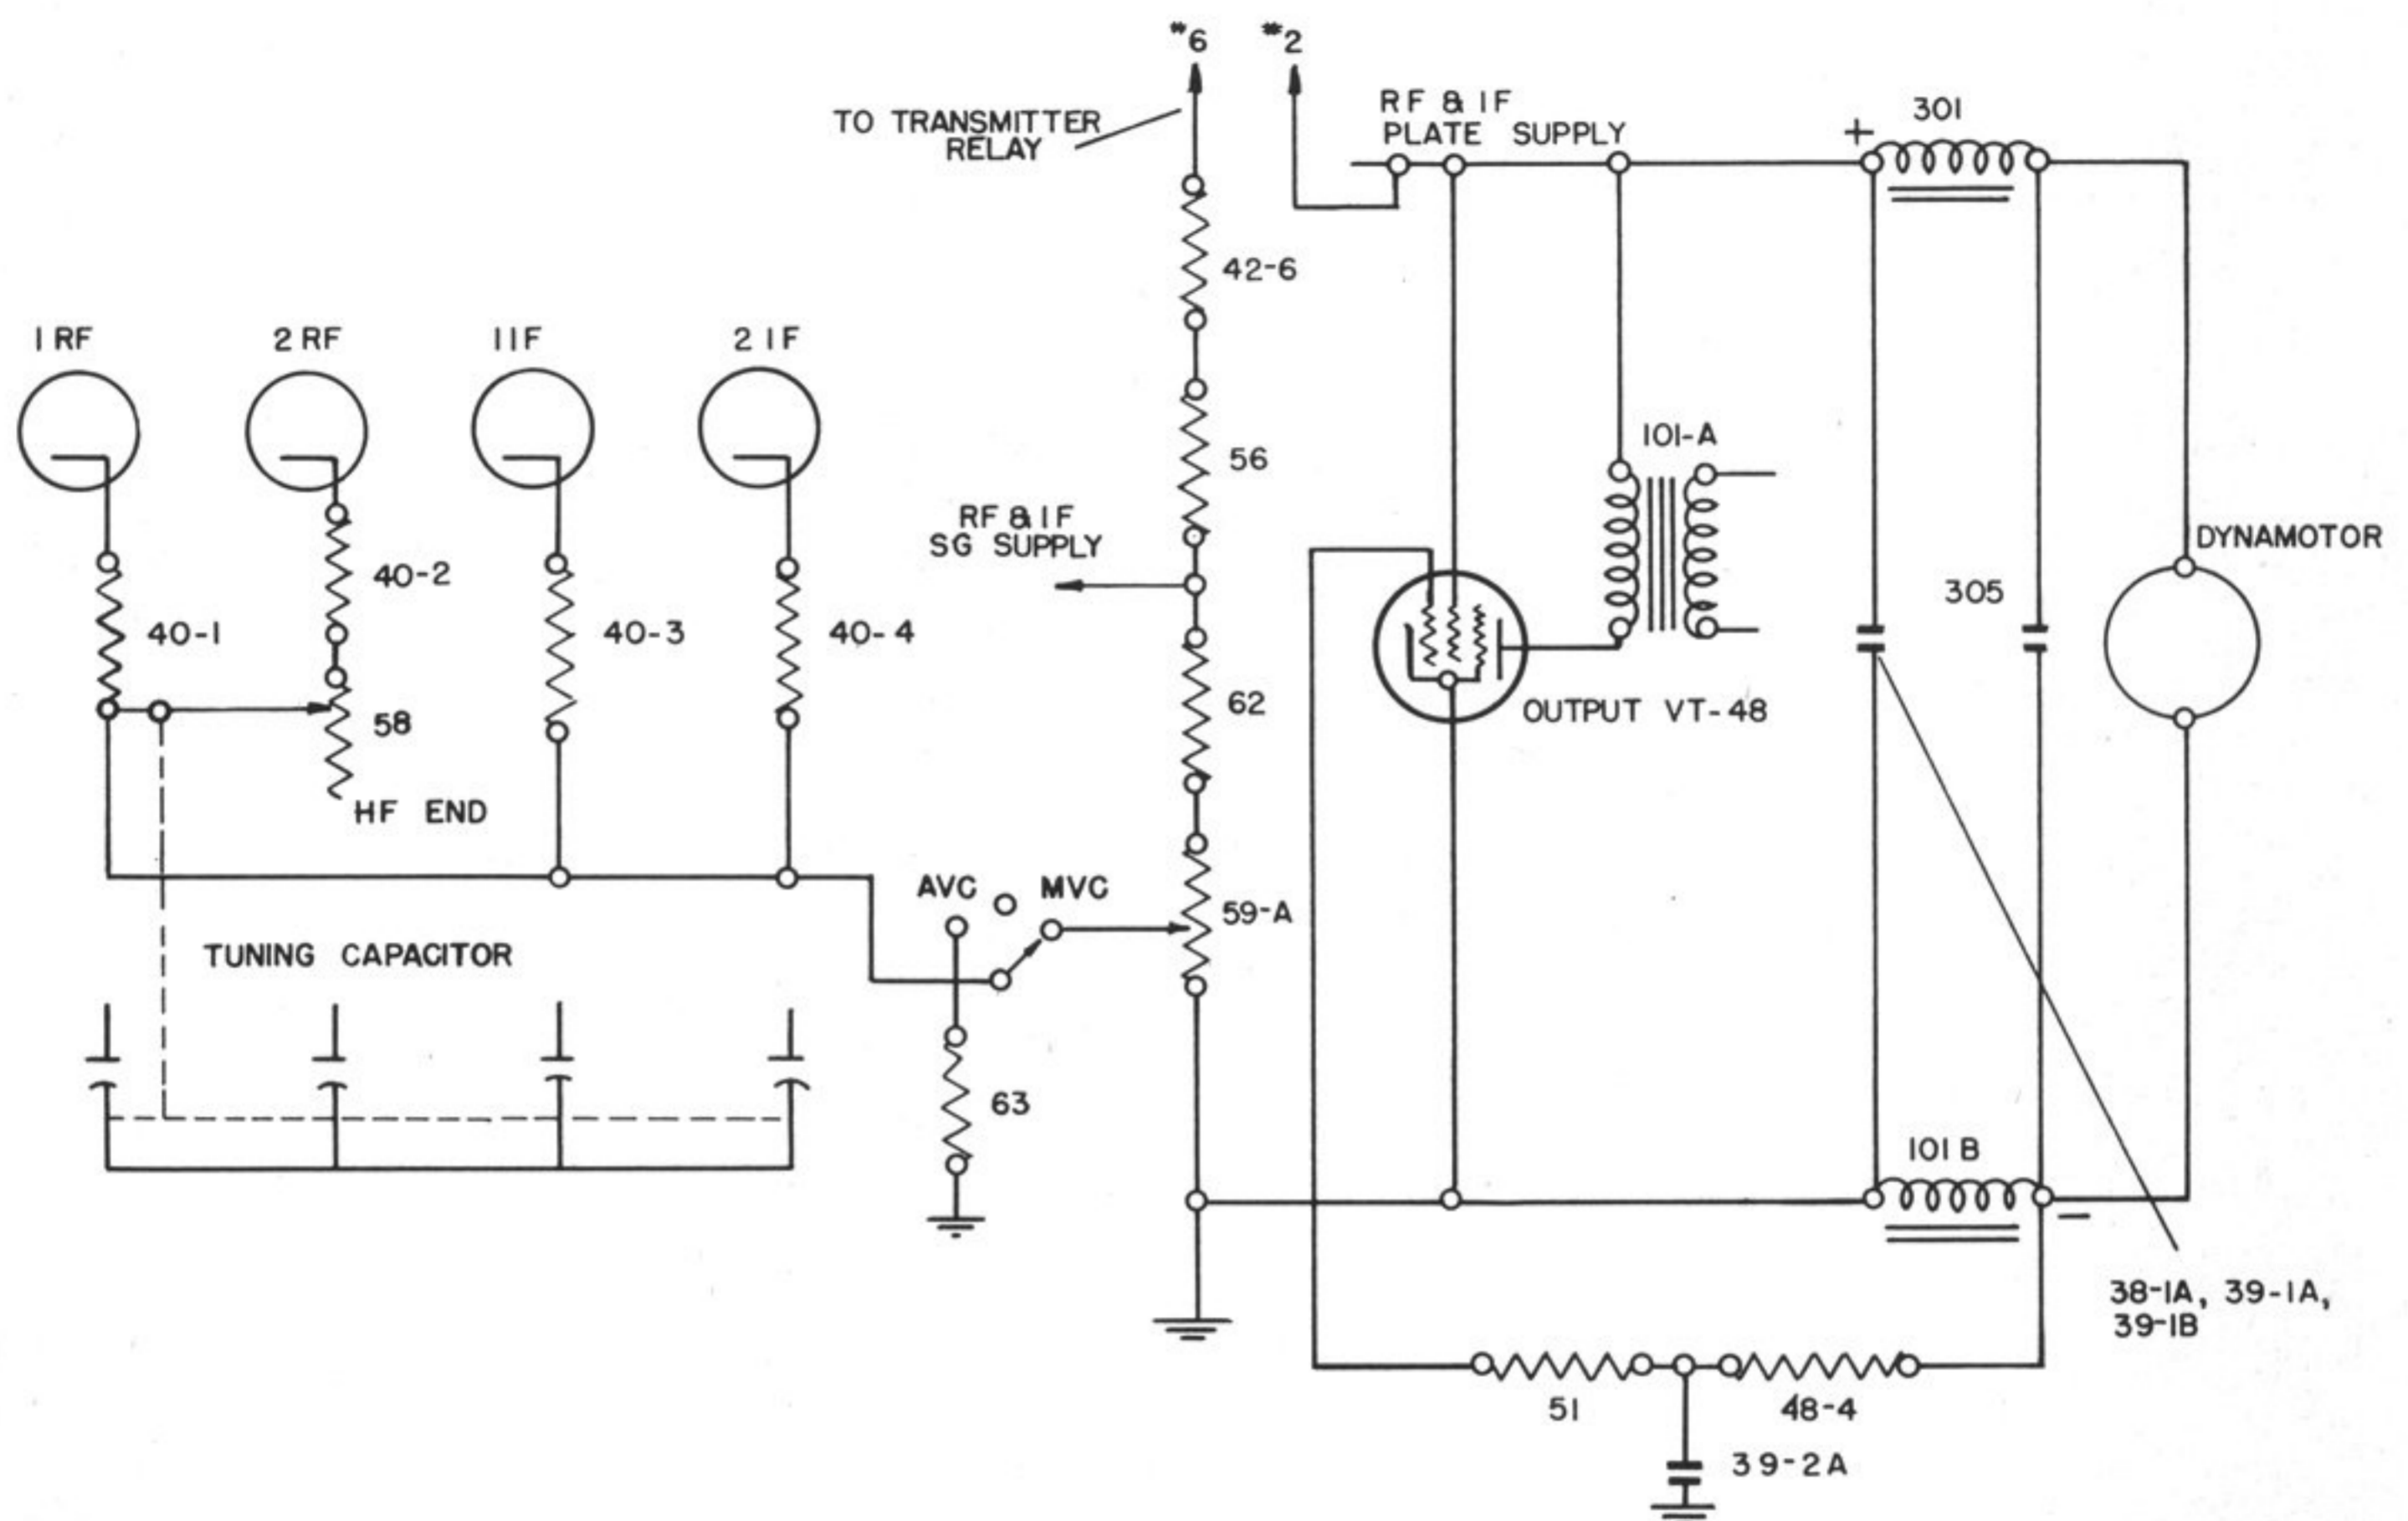 *6 *2
TO TRANSMITTER
RELAY
RF & IF
PLATE SUPPLY
+
301
42-6
1 RF
2 RF
1 IF
2 IF
56
101-A
RF & IF
SG SUPPLY
DYNAMOTOR
40-2
305
40-1
40-3
40-4
62
OUTPUT VT-48
58
HF END
AVC
MVC
59-A
TUNING CAPACITOR
63
101 B
−
38-1A, 39-1A,
39-1B
51
48-4
39-2A